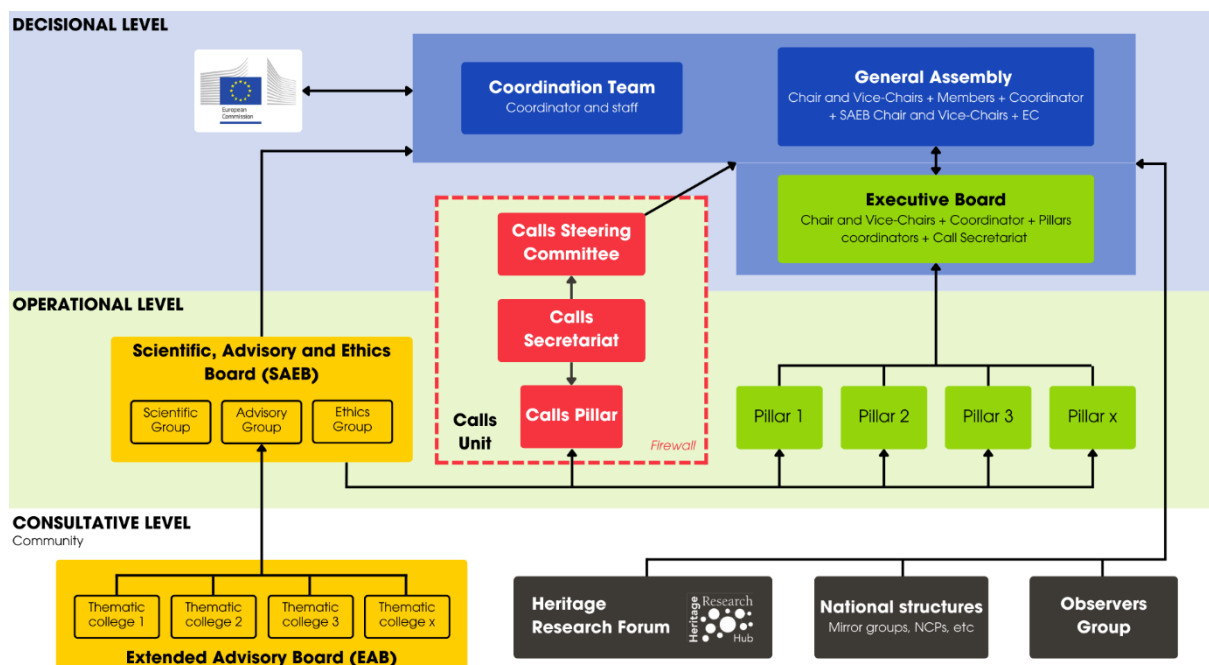 DECISIONAL LEVEL
European
Commission
Coordination Team
Coordinator and staff
General Assembly
Chair and Vice-Chairs + Members + Coordinator
+ SAEB Chair and Vice-Chairs + EC
Executive Board
Chair and Vice-Chairs + Coordinator + Pillars
coordinators + Call Secretariat
Calls Steering
Committee
OPERATIONAL LEVEL
Calls
Secretariat
Scientific, Advisory and Ethics
Board (SAEB)
Scientific
Group
Advisory
Group
Ethics
Group
Calls Pillar
Calls
Unit
Firewall
Pillar 1
Pillar 2
Pillar 3
Pillar x
CONSULTATIVE LEVEL
Community
Thematic
college 1
Thematic
college 2
Thematic
college 3
Thematic
college x
Extended Advisory Board (EAB)
Heritage
Research Forum
Heritage
Research
Hub
National structures
Mirror groups, NCPs, etc
Observers
Group